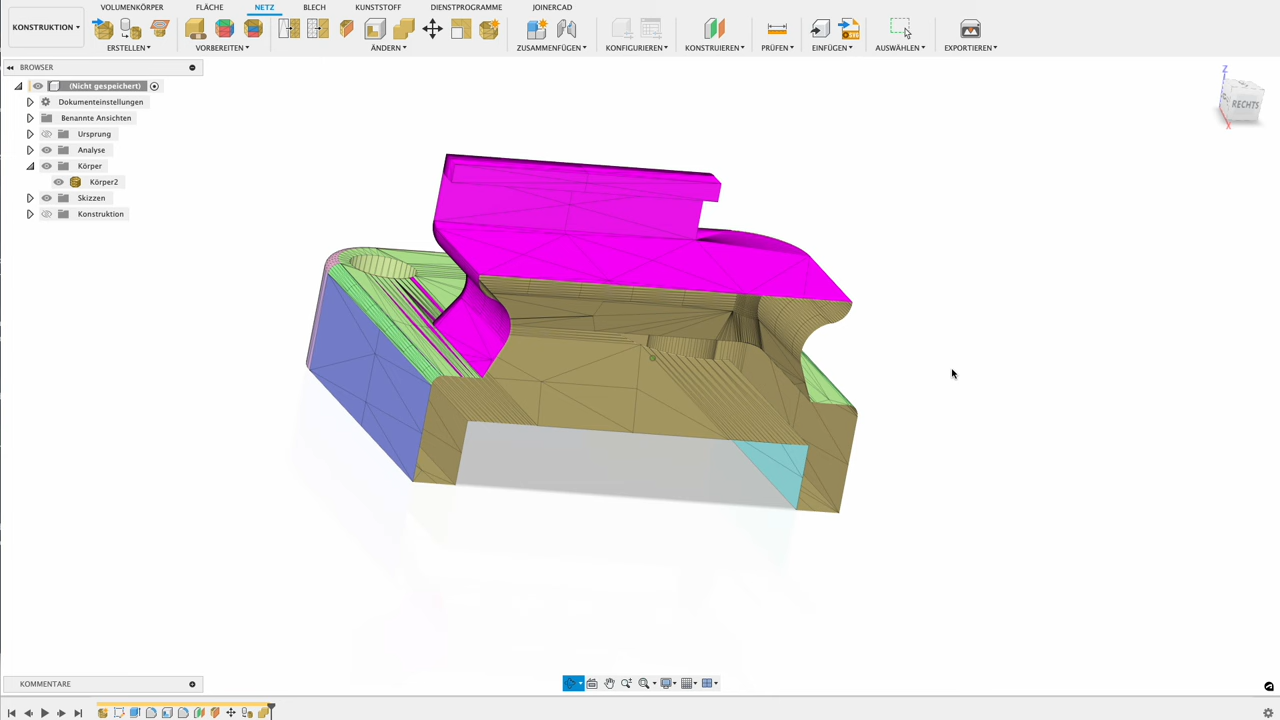 VOLUMENKÖRPER FLÄCHE NETZ BLECH KUNSTSTOFF DIENSTPROGRAMME JOINERCAD
KONSTRUKTION
ERSTELLEN VORBEREITEN ÄNDERN ZUSAMMENFÜGEN KONFIGURIEREN KONSTRUIEREN PRÜFEN EINFÜGEN AUSWÄHLEN EXPORTIEREN
BROWSER
(Nicht gespeichert)
Dokumenteinstellungen
Benannte Ansichten
Ursprung
Analyse
Körper
Körper2
Skizzen
Konstruktion
Z
RECHTS
X
KOMMENTARE